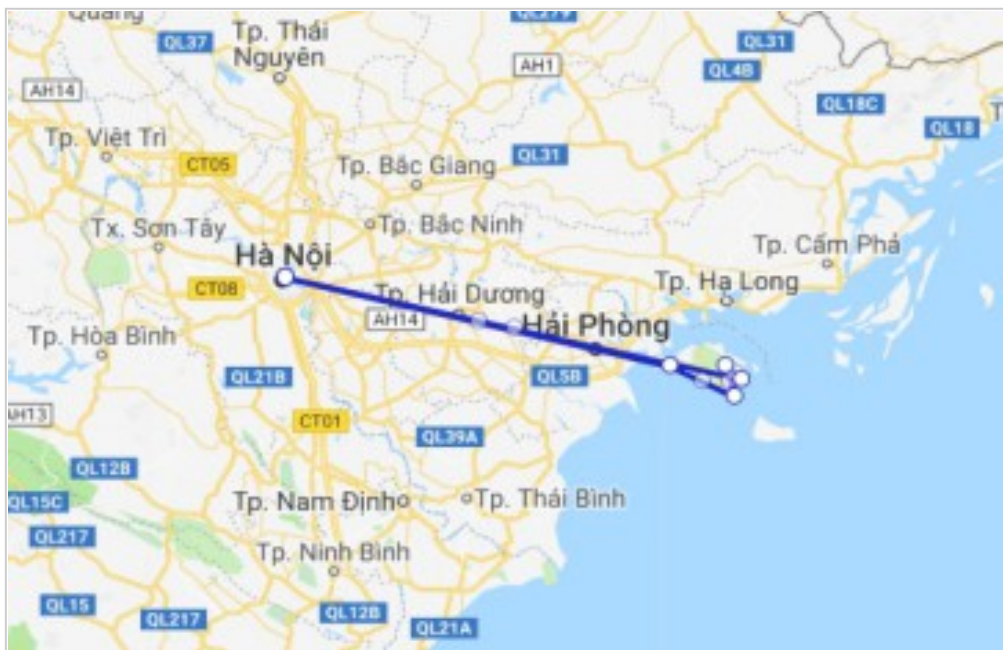 Quang
QL37
Tp. Thái
Nguyên
QL279
AH1
QL31
QL4B
QL18C
QL18
T
AH14
Tp. Việt Trì
CT05
QL31
Tp. Bắc Giang
Tx. Sơn Tây
Tp. Bắc Ninh
Hà Nội
CT08
Tp. Cẩm Phả
Tp. Hạ Long
Tp. Hải Dương
AH14
Hải Phòng
Tp. Hòa Bình
QL21B
QL5B
AH13
CT01
QL39A
QL12B
QL15C
Tp. Nam Định
Tp. Thái Bình
QL217
Tp. Ninh Bình
QL15
QL217
QL12B
QL21A